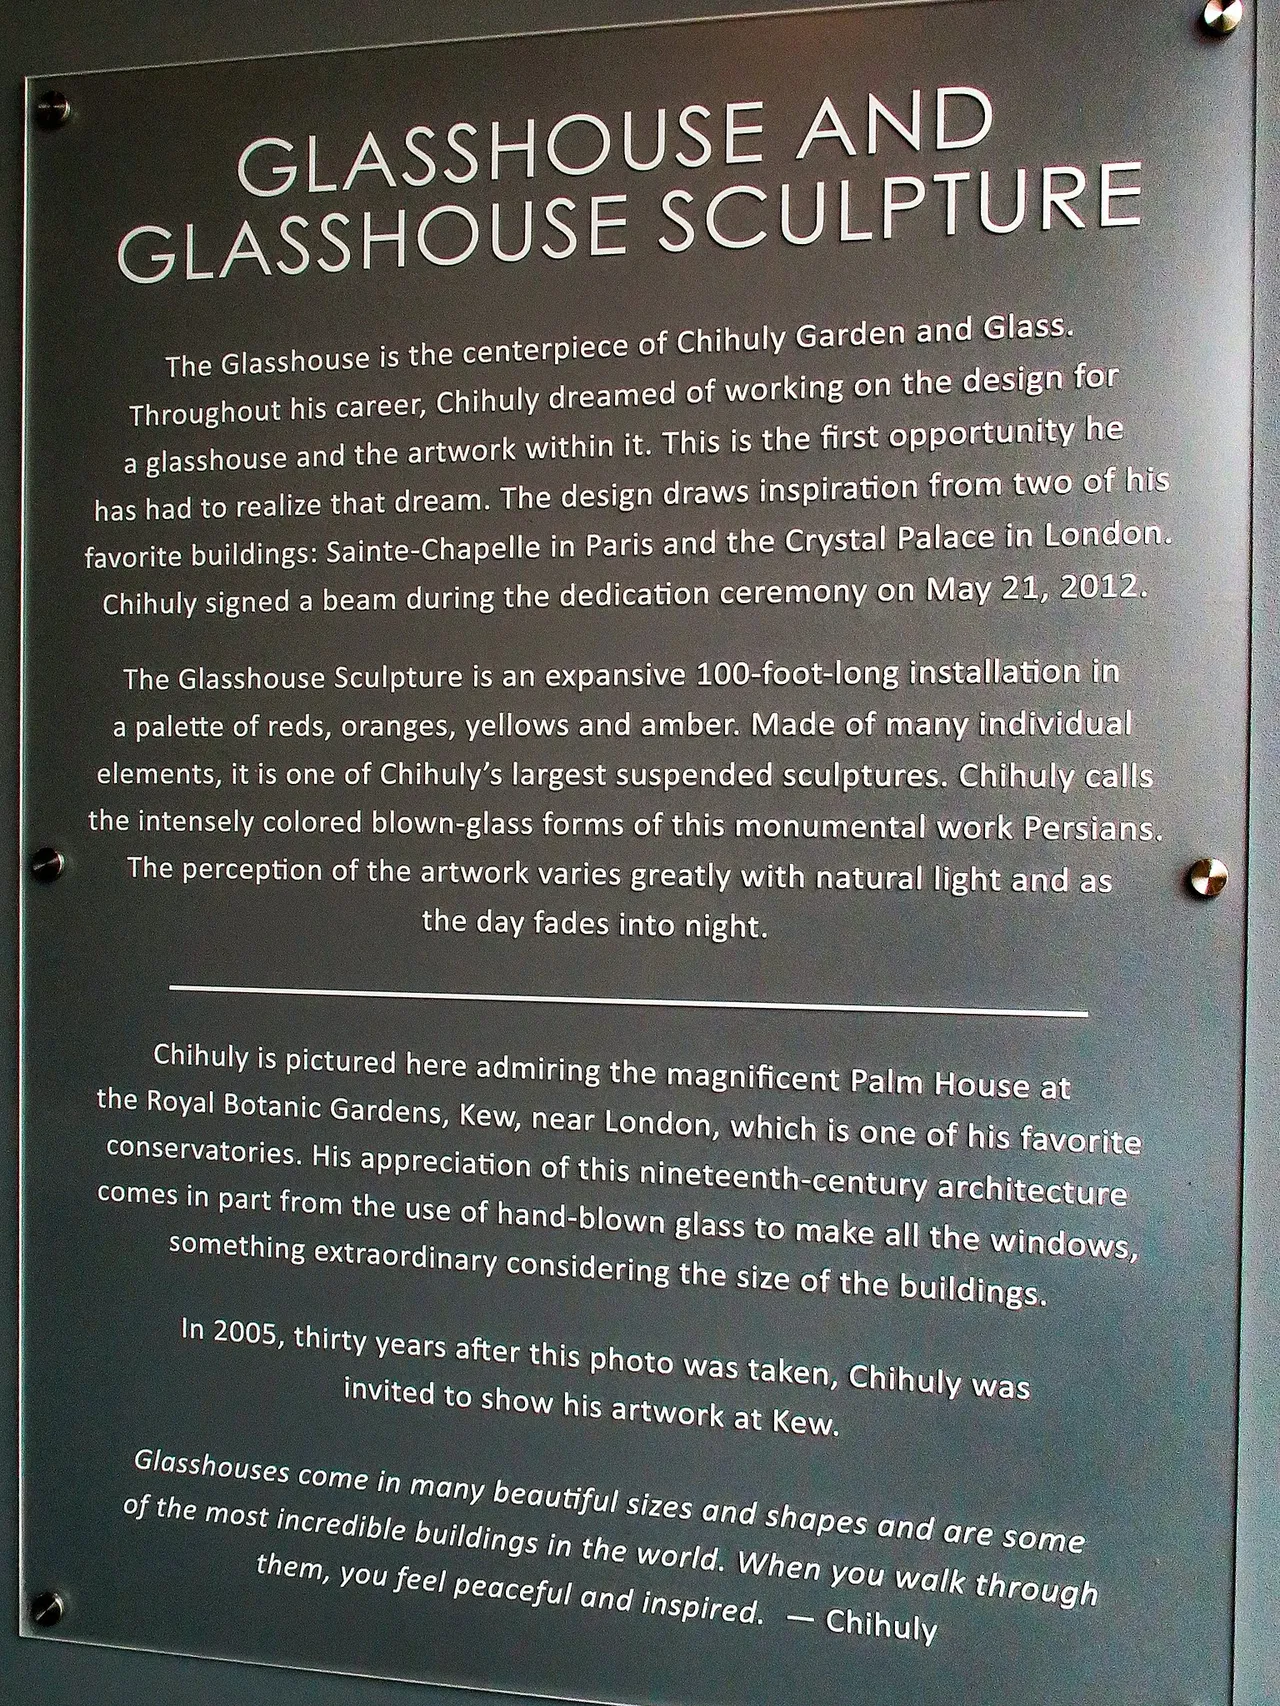 GLASSHOUSE AND
GLASSHOUSE SCULPTURE
The Glasshouse is the centerpiece of Chihuly Garden and Glass.
Throughout his career, Chihuly dreamed of working on the design for
a glasshouse and the artwork within it. This is the first opportunity he
has had to realize that dream. The design draws inspiration from two of his
favorite buildings: Sainte-Chapelle in Paris and the Crystal Palace in London.
Chihuly signed a beam during the dedication ceremony on May 21, 2012.
The Glasshouse Sculpture is an expansive 100-foot-long installation in
a palette of reds, oranges, yellows and amber. Made of many individual
elements, it is one of Chihuly’s largest suspended sculptures. Chihuly calls
the intensely colored blown-glass forms of this monumental work Persians.
The perception of the artwork varies greatly with natural light and as
the day fades into night.
Chihuly is pictured here admiring the magnificent Palm House at
the Royal Botanic Gardens, Kew, near London, which is one of his favorite
conservatories. His appreciation of this nineteenth-century architecture
comes in part from the use of hand-blown glass to make all the windows,
something extraordinary considering the size of the buildings.
In 2005, thirty years after this photo was taken, Chihuly was
invited to show his artwork at Kew.
Glasshouses come in many beautiful sizes and shapes and are some
of the most incredible buildings in the world. When you walk through
them, you feel peaceful and inspired. — Chihuly